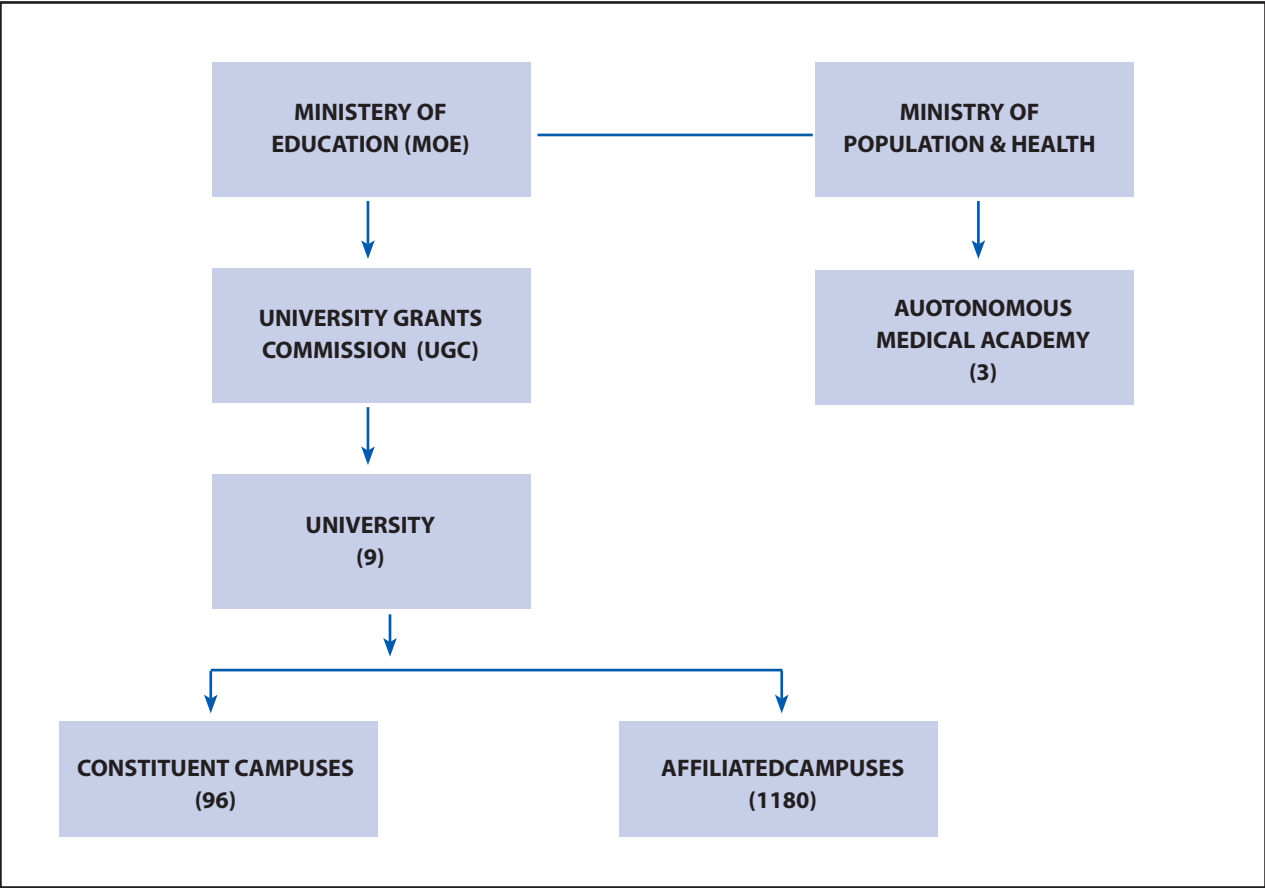 MINISTERY OF
EDUCATION (MOE)
MINISTRY OF
POPULATION & HEALTH
UNIVERSITY GRANTS
COMMISSION (UGC)
AUOTONOMOUS
MEDICAL ACADEMY
(3)
UNIVERSITY
(9)
CONSTITUENT CAMPUSES
(96)
AFFILIATEDCAMPUSES
(1180)